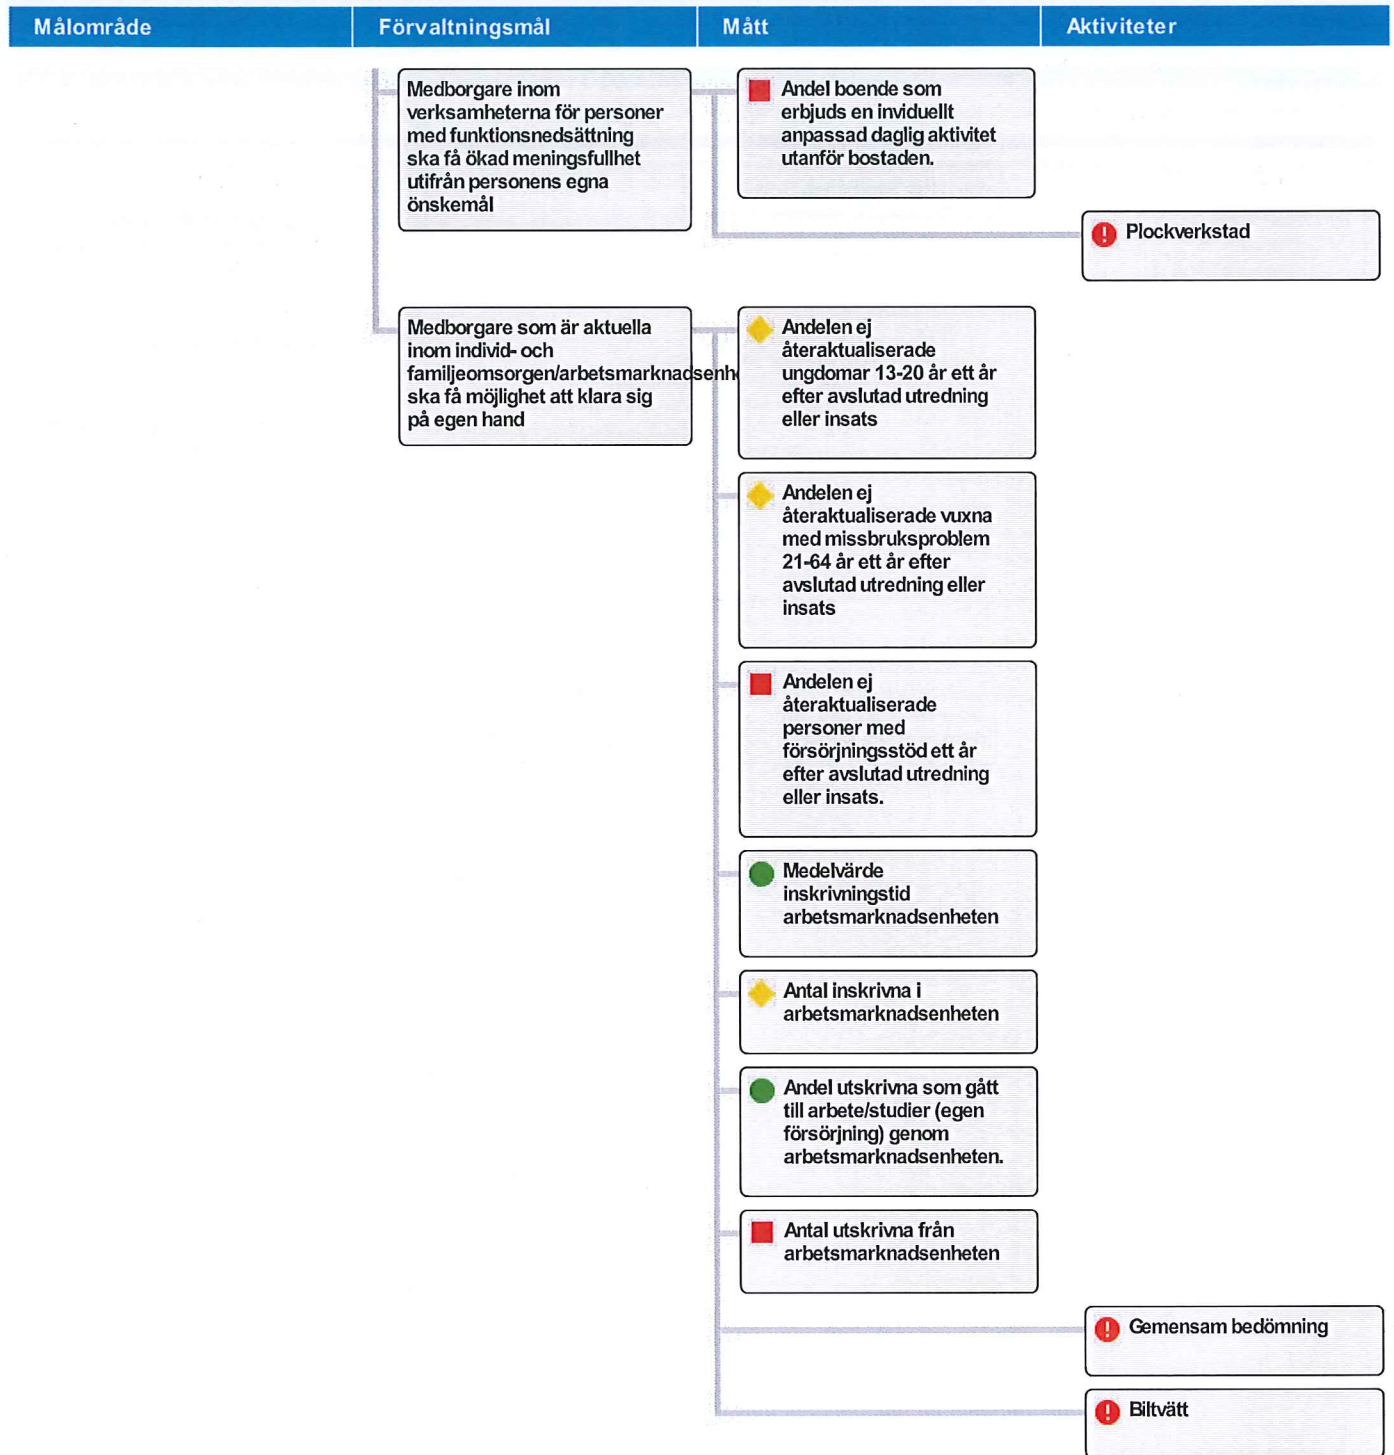 Målområde
Förvaltningsmål
Mått
Aktiviteter
Medborgare inom
verksamheterna för personer
med funktionsnedsättning
ska få ökad meningsfullhet
utifrån personens egna
önskemål
Andel boende som
erbjuds en inviduellt
anpassad daglig aktivitet
utanför bostaden.
Plockverkstad
Medborgare som är aktuella
inom individ- och
familjeomsorgen/arbetsmarknadsenh
ska få möjlighet att klara sig
på egen hand
Andelen ej
återaktualiserade
ungdomar 13-20 år ett år
efter avslutad utredning
eller insats
Andelen ej
återaktualiserade vuxna
med missbruksproblem
21-64 år ett år efter
avslutad utredning eller
insats
Andelen ej
återaktualiserade
personer med
försörjningsstöd ett år
efter avslutad utredning
eller insats.
Medelvärde
inskrivningstid
arbetsmarknadsenheten
Antal inskrivna i
arbetsmarknadsenheten
Andel utskrivna som gått
till arbete/studier (egen
försörjning) genom
arbetsmarknadsenheten.
Antal utskrivna från
arbetsmarknadsenheten
Gemensam bedömning
Biltvätt